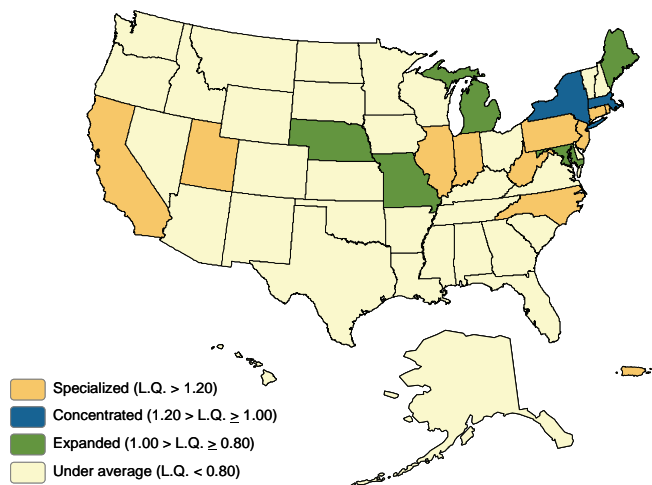 Specialized (L.Q. > 1.20)
Concentrated (1.20 > L.Q. ≥ 1.00)
Expanded (1.00 > L.Q. ≥ 0.80)
Under average (L.Q. < 0.80)